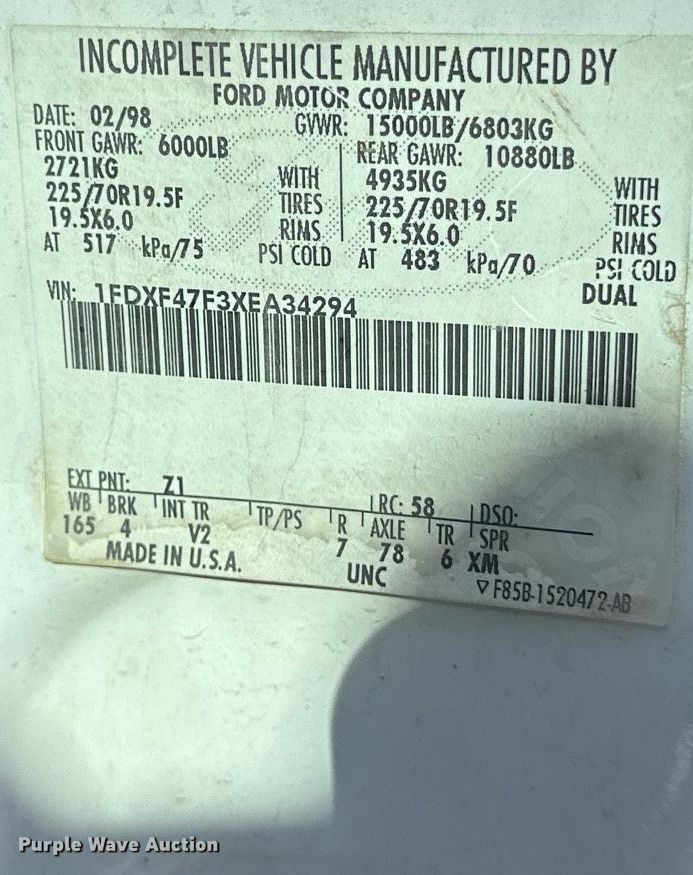 INCOMPLETE VEHICLE MANUFACTURED BY
FORD MOTOR COMPANY
DATE: 02/98 GVWR: 15000LB/6803KG
FRONT GAWR: 6000LB REAR GAWR: 10880LB
2721KG WITH 4935KG WITH
225/70R19.5F TIRES 225/70R19.5F TIRES
19.5X6.0 RIMS 19.5X6.0 RIMS
AT 517 kPa/75 PSI COLD AT 483 kPa/70 PSI COLD
DUAL
VIN: 1FDXF47F3XEA34294
EXT PNT: Z1 RC: 58 DSO:
WB BRK INT TR TP/PS R AXLE TR SPR
165 4 V2 7 78 6 XM
MADE IN U.S.A. UNC
▽ F85B-1520472-AB
Purple Wave Auction